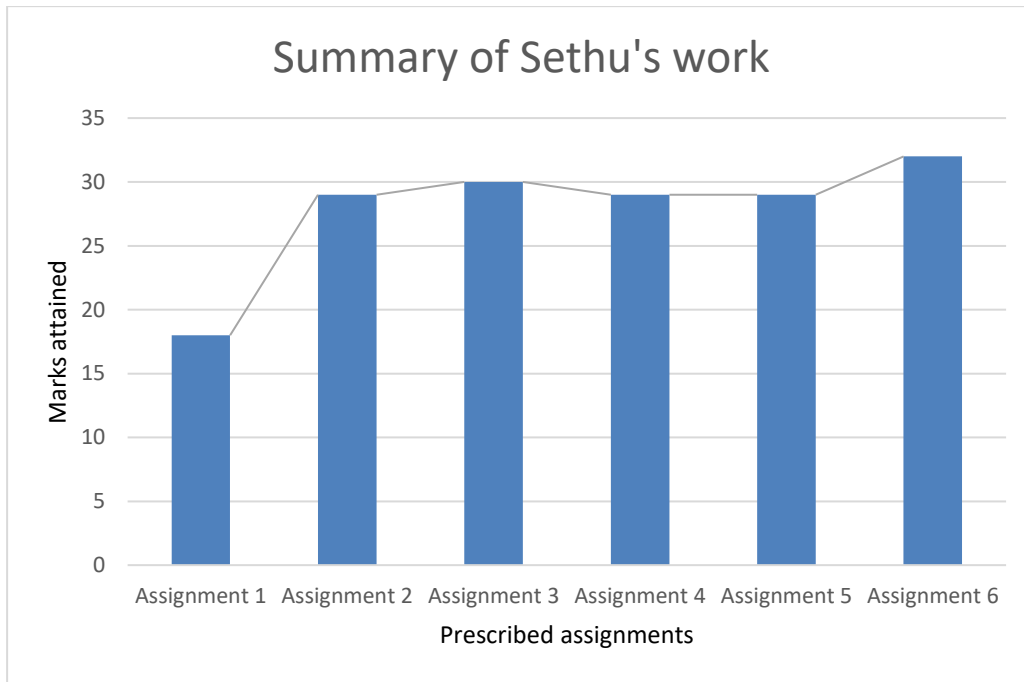 Summary of Sethu's work
35
30
25
20
15
10
5
0
Marks attained
Assignment 1 Assignment 2 Assignment 3 Assignment 4 Assignment 5 Assignment 6
Prescribed assignments